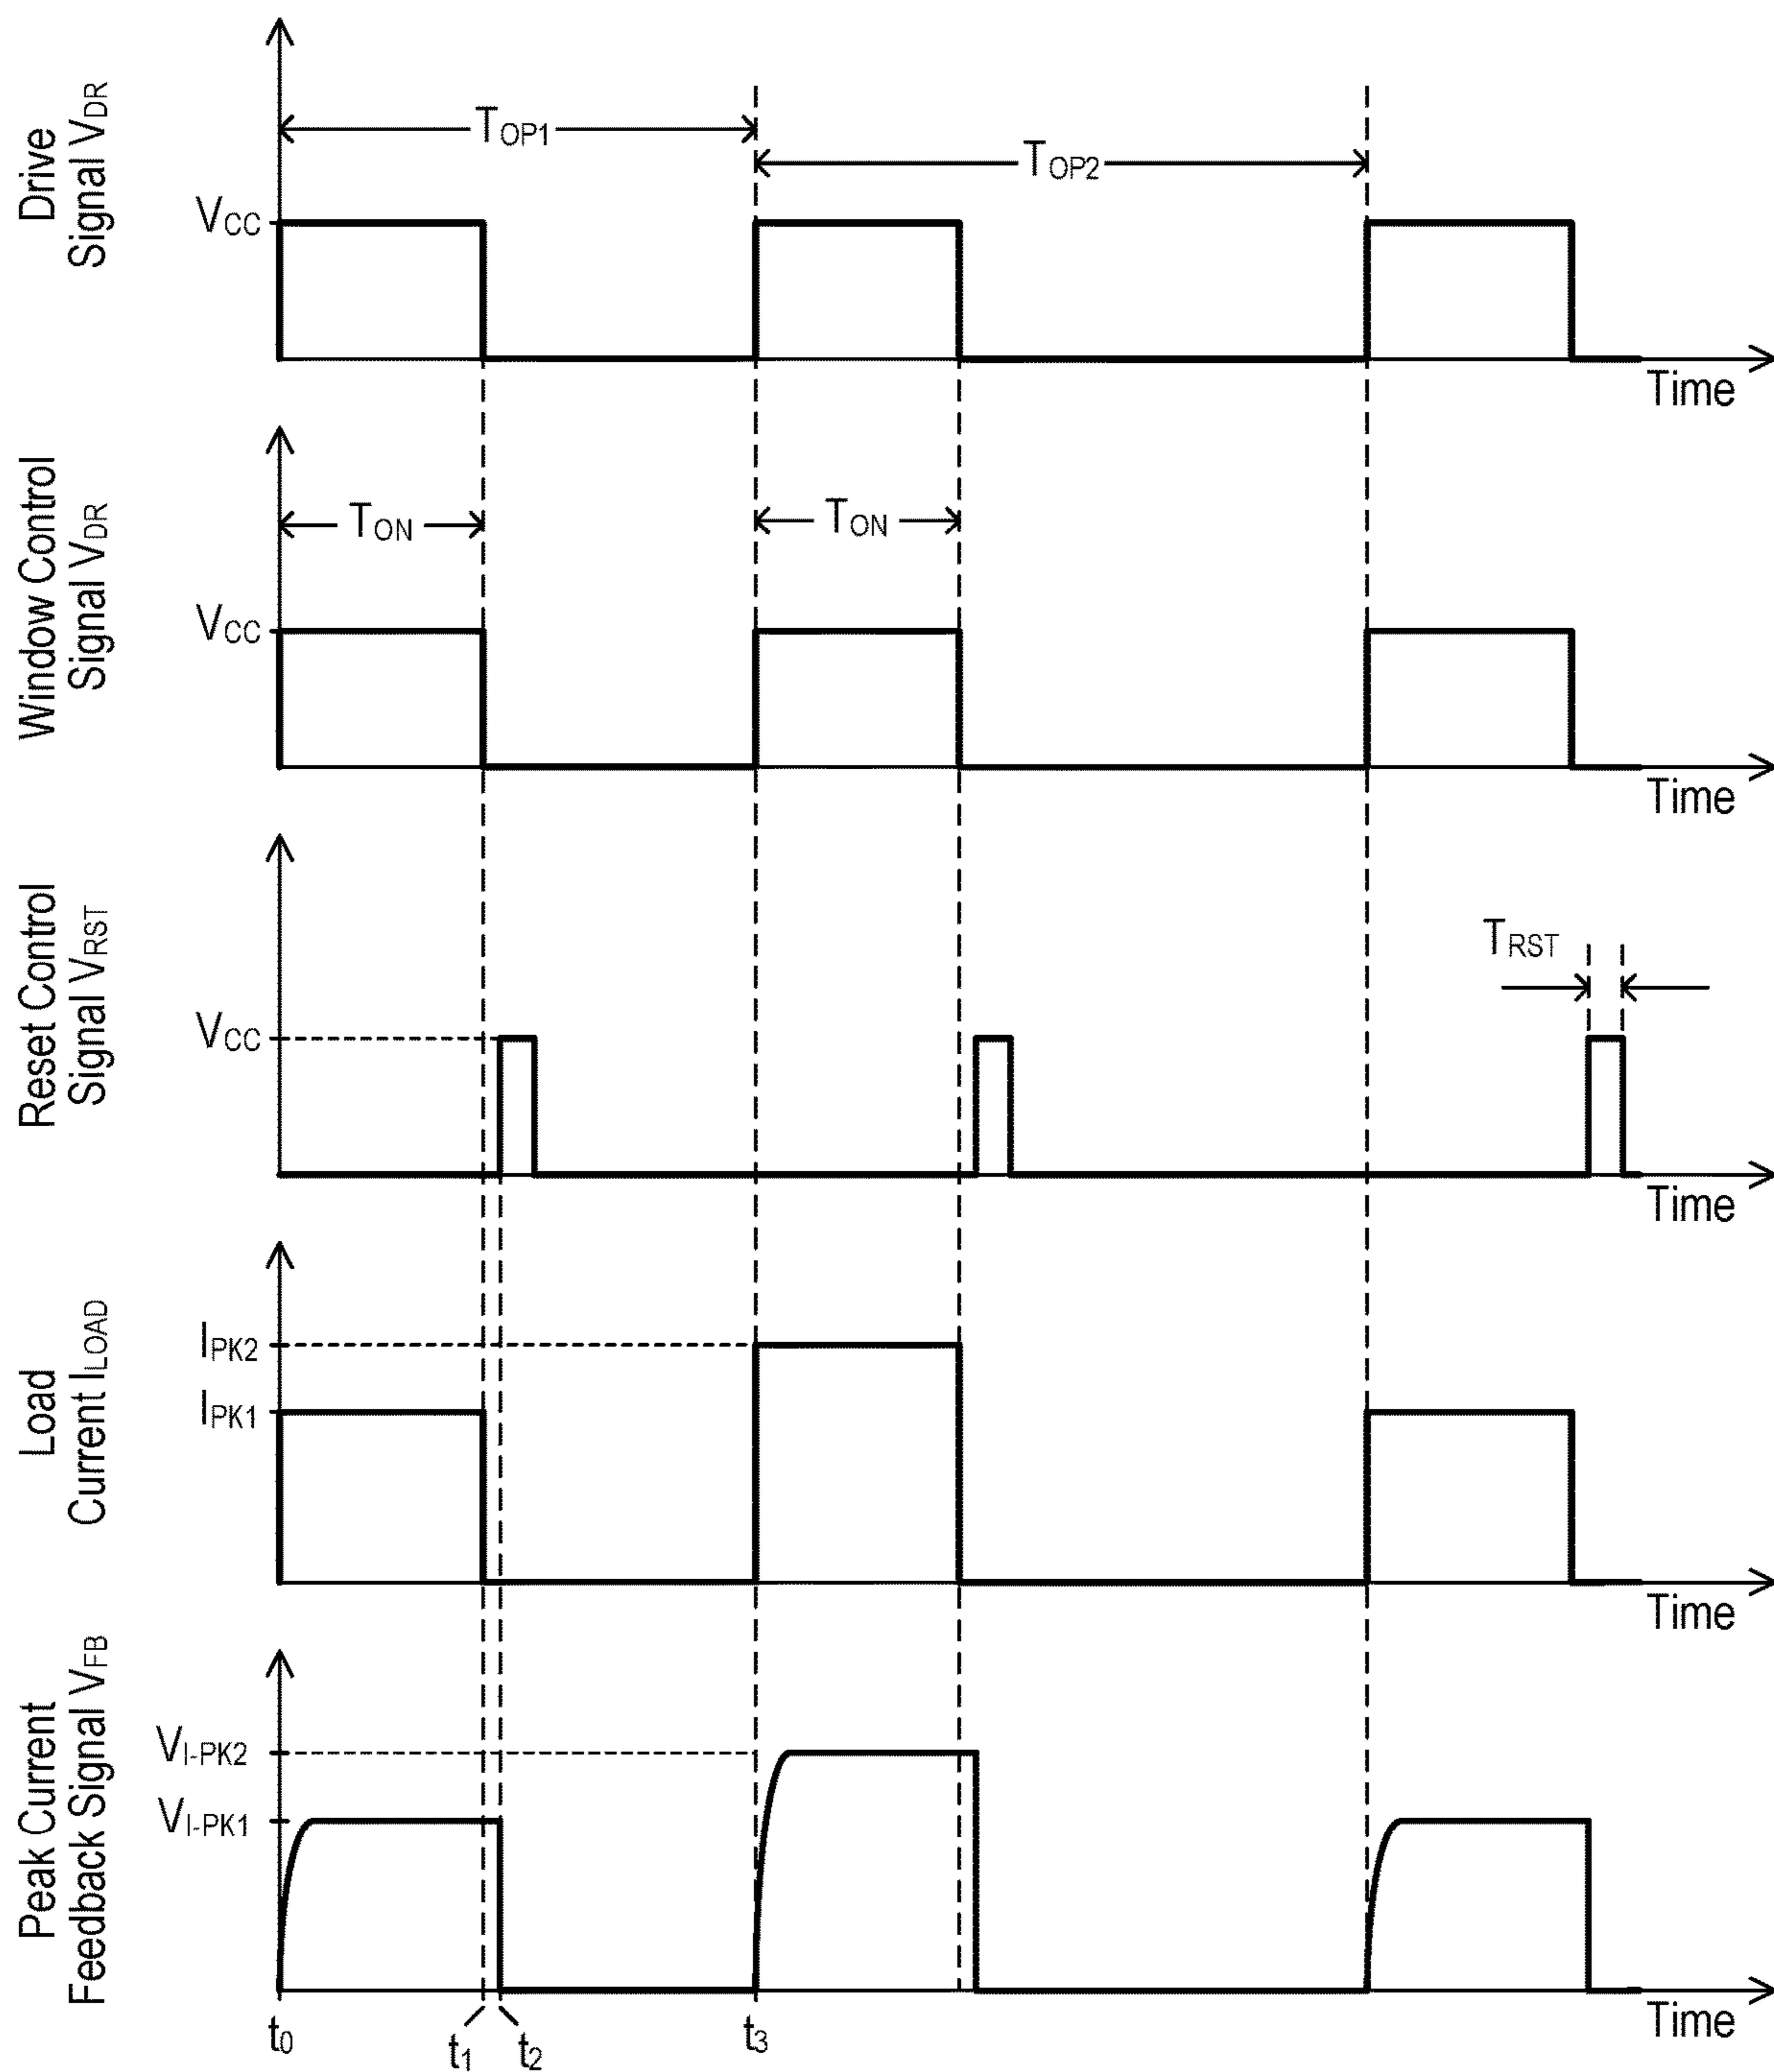 Drive
Signal VDR
TOP1
TOP2
VCC
Time
Window Control
Signal VDR
TON
TON
VCC
Time
Reset Control
Signal VRST
TRST
VCC
Time
Load
Current ILOAD
IPK2
IPK1
Time
Peak Current
Feedback Signal VFB
VI-PK2
VI-PK1
Time
t0
t1
t2
t3